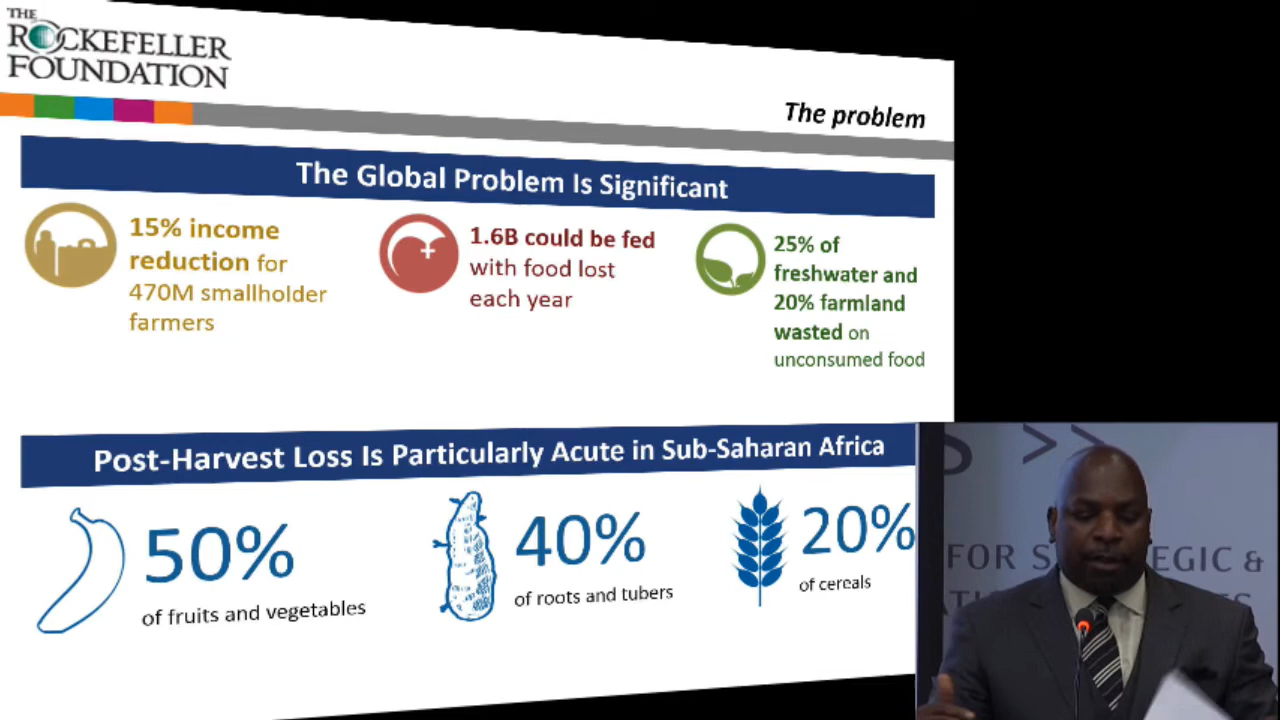 THE
ROCKEFELLER
FOUNDATION
The problem
The Global Problem Is Significant
15% income
reduction for
470M smallholder
farmers
1.6B could be fed
with food lost
each year
25% of
freshwater and
20% farmland
wasted on
unconsumed food
Post-Harvest Loss Is Particularly Acute in Sub-Saharan Africa
50%
of fruits and vegetables
40%
of roots and tubers
20%
of cereals
S >>
FOR S EGIC &